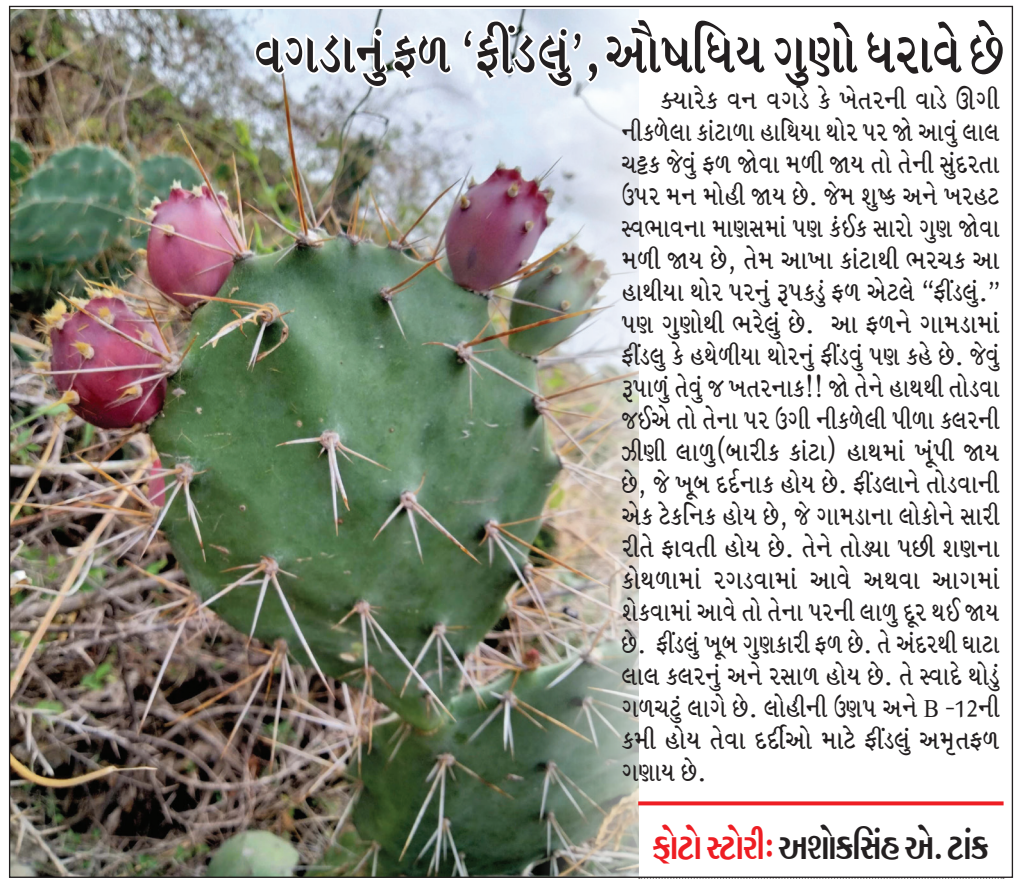 વગડાનું ફળ ‘ફીંડલું’, ઔષધિય ગુણો ધરાવે છે
ક્યારેક વન વગડે કે ખેતરની વાડે ઊગી
નીકળેલા કાંટાળા હાથિયા થોર પર જો આવું લાલ
ચટ્ટક જેવું ફળ જોવા મળી જાય તો તેની સુંદરતા
ઉપર મન મોહી જાય છે. જેમ શુષ્ક અને ખરહટ
સ્વભાવના માણસમાં પણ કંઈક સારો ગુણ જોવા
મળી જાય છે, તેમ આખા કાંટાથી ભરચક આ
હાથીયા થોર પરનું રૂપકડું ફળ એટલે “ફીંડલું.”
પણ ગુણોથી ભરેલું છે. આ ફળને ગામડામાં
ફીંડલુ કે હથેળીયા થોરનું ફીંડવું પણ કહે છે. જેવું
રૂપાળું તેવું જ ખતરનાક!! જો તેને હાથથી તોડવા
જઈએ તો તેના પર ઉગી નીકળેલી પીળા કલરની
ઝીણી લાળુ(બારીક કાંટા) હાથમાં ખૂંપી જાય
છે, જે ખૂબ દર્દનાક હોય છે. ફીંડલાને તોડવાની
એક ટેકનિક હોય છે, જે ગામડાના લોકોને સારી
રીતે ફાવતી હોય છે. તેને તોડ્યા પછી શણના
કોથળામાં રગડવામાં આવે અથવા આગમાં
શેકવામાં આવે તો તેના પરની લાળુ દૂર થઈ જાય
છે. ફીંડલું ખૂબ ગુણકારી ફળ છે. તે અંદરથી ઘાટા
લાલ કલરનું અને રસાળ હોય છે. તે સ્વાદે થોડું
ગળચટું લાગે છે. લોહીની ઉણપ અને B -12ની
કમી હોય તેવા દર્દીઓ માટે ફીંડલું અમૃતફળ
ગણાય છે.
ફોટો સ્ટોરી: અશોકસિંહ એ. ટાંક